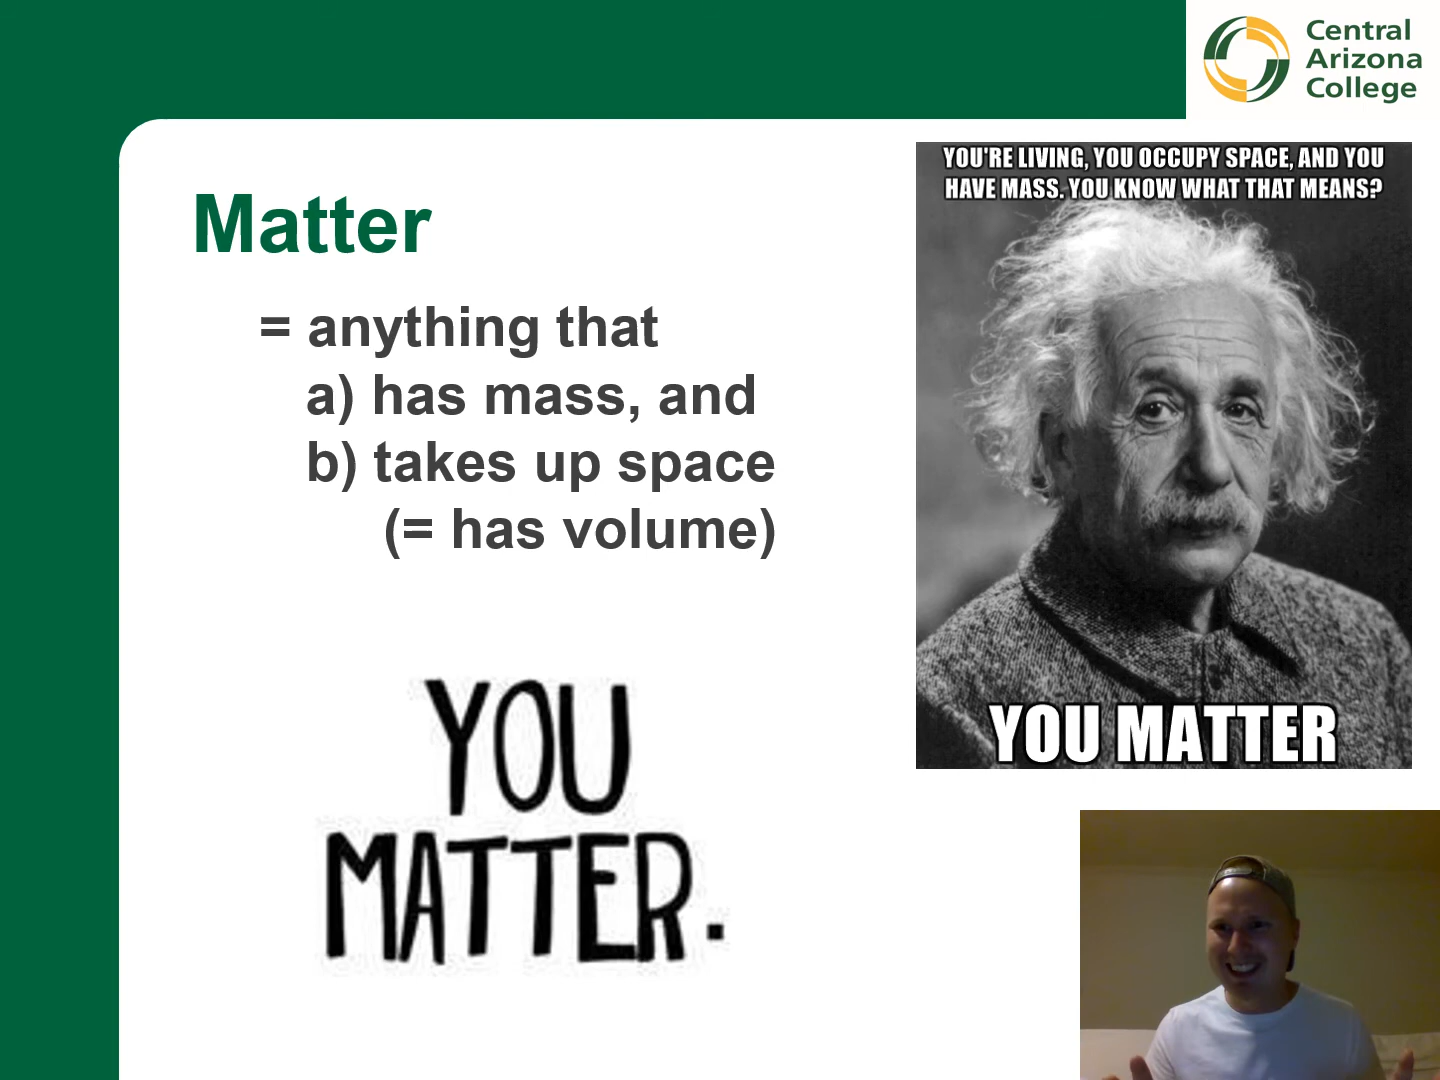 Central
Arizona
College
Matter
= anything that
a) has mass, and
b) takes up space
(= has volume)
YOU
MATTER.
YOU'RE LIVING, YOU OCCUPY SPACE, AND YOU
HAVE MASS. YOU KNOW WHAT THAT MEANS?
YOU MATTER